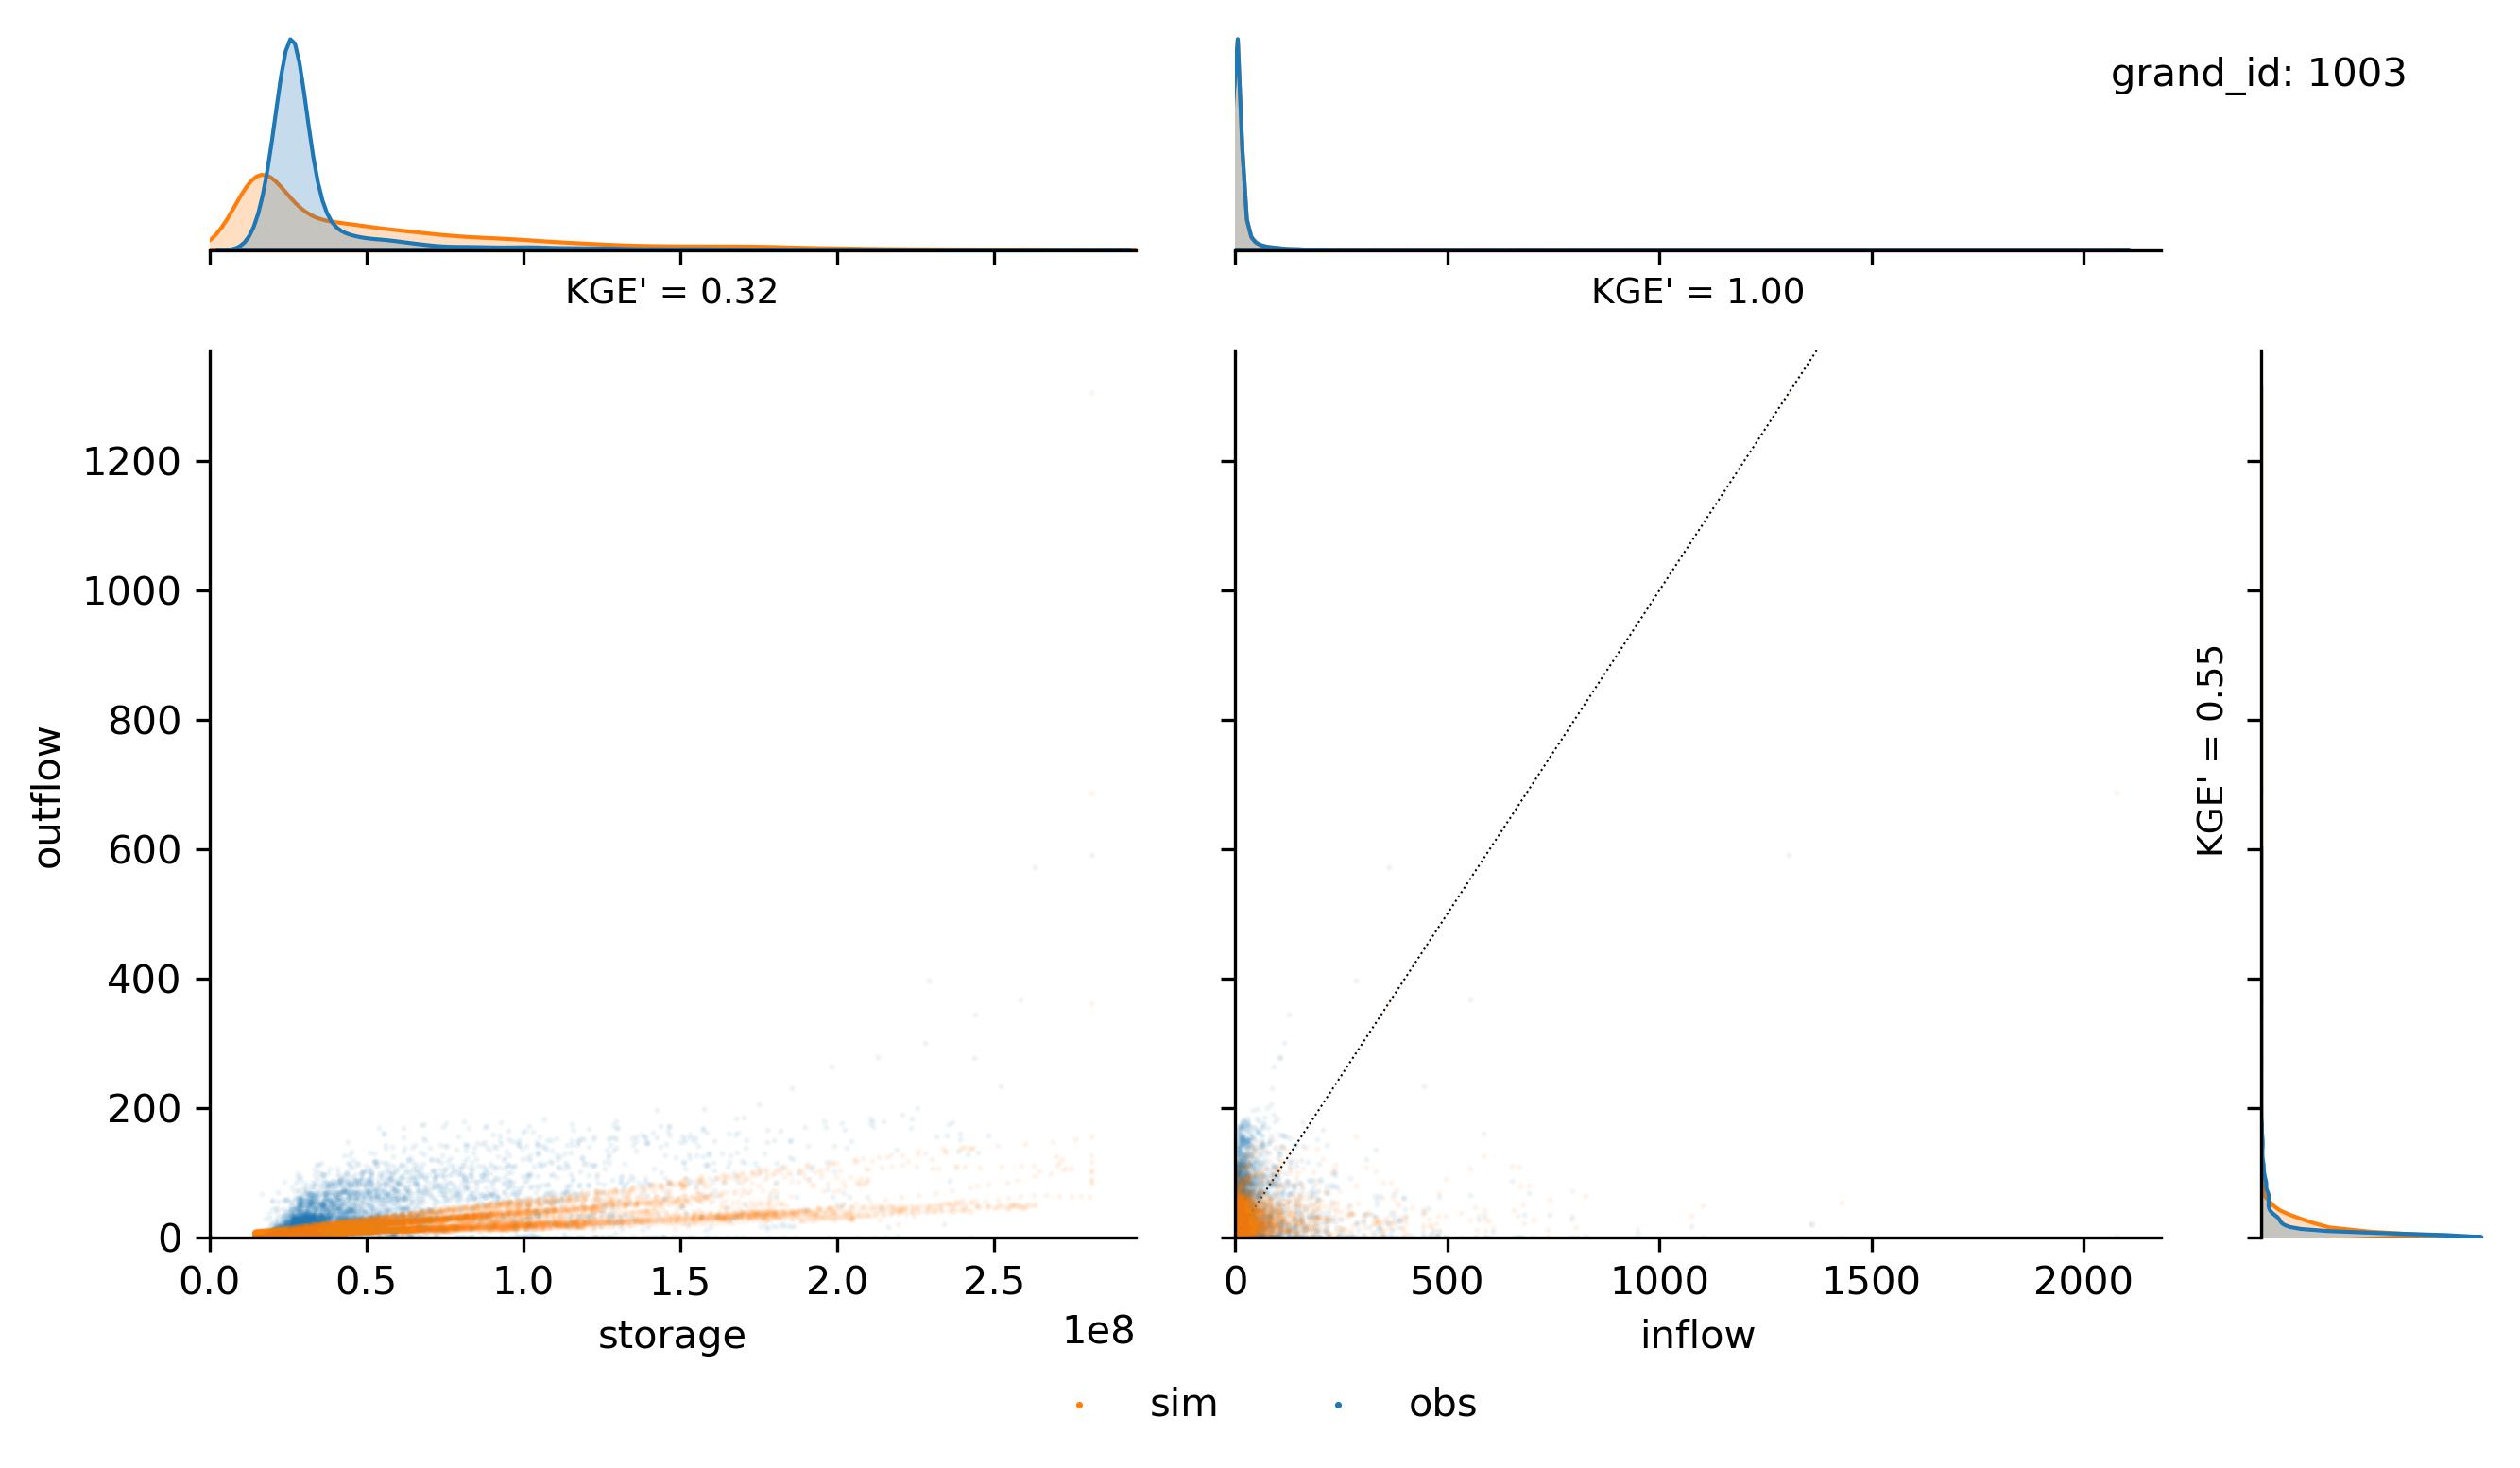 grand_id: 1003
KGE' = 0.32
KGE' = 1.00
outflow
1200
1000
800
600
400
200
0
KGE' = 0.55
0.0 0.5 1.0 1.5 2.0 2.5
1e8
storage
0 500 1000 1500 2000
inflow
sim obs